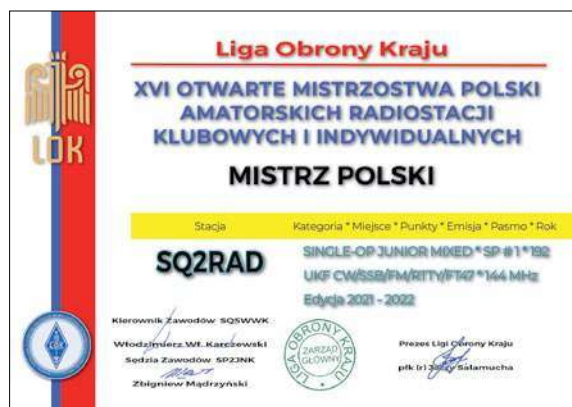 Liga Obrony Kraju
LOK
XVI OTWARTE MISTRZOSTWA POLSKI
AMATORSKICH RADIOSTACJI
KLUBOWYCH I INDYWIDUALNYCH
MISTRZ POLSKI
Stacja
Kategoria * Miejsce * Punkty * Emisja * Pasmo * Rok
SQ2RAD
SINGLE-OP JUNIOR MIXED * SP # 1 * 192
UKF CW/SSB/FM/RTTY/FT47 * 144 MHz
Edycja 2021 - 2022
Kierownik Zawodów SQ5WWK
Włodzimierz Wł. Karczewski
Sędzia Zawodów SP2JNK
Zbigniew Mądrzyński
LIGA OBRONY KRAJU
ZARZĄD
GŁÓWNY
Prezes Ligi Obrony Kraju
płk (r) Jerzy Salamucha